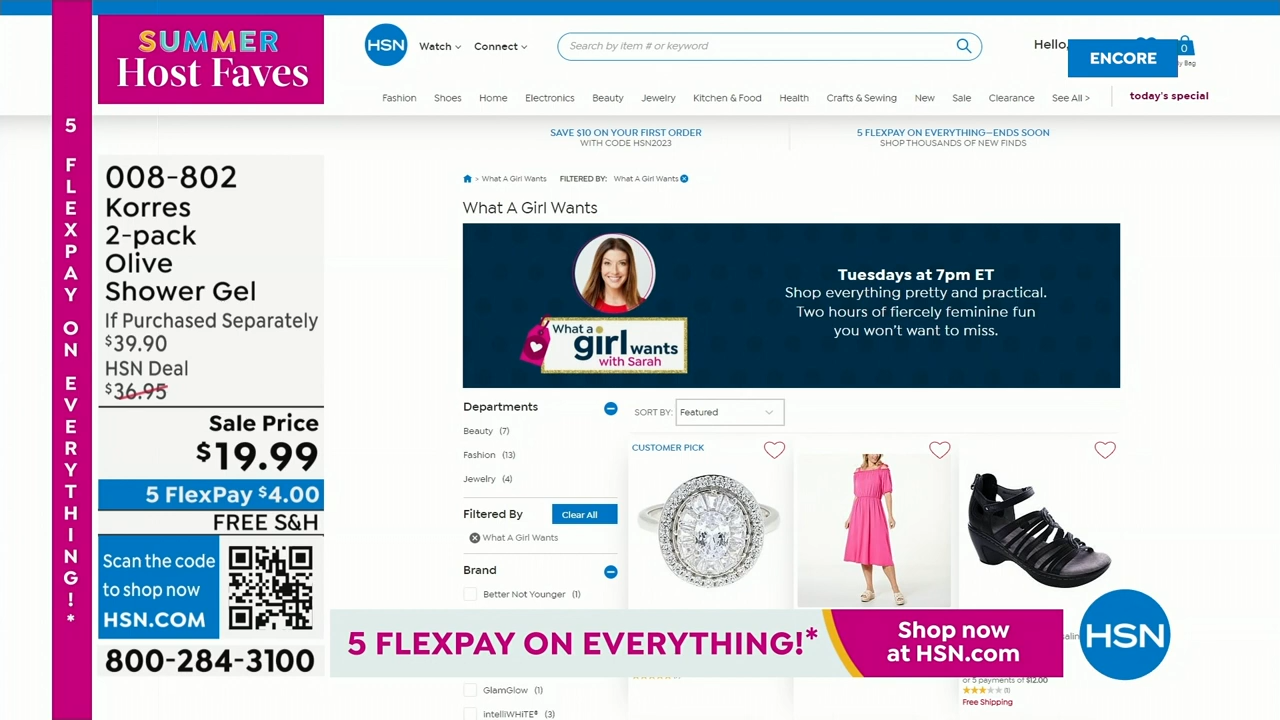 SUMMER
Host Faves
5 FLEXPAY ON EVERYTHING!*
008-802
Korres
2-pack
Olive
Shower Gel
If Purchased Separately
$39.90
HSN Deal
$36.95
Sale Price
$19.99
5 FlexPay $4.00
FREE S&H
Scan the code
to shop now
HSN.COM
800-284-3100
HSN
Watch
Connect
Search by item # or keyword
Hello,
ENCORE
0
Bag
Fashion Shoes Home Electronics Beauty Jewelry Kitchen & Food Health Crafts & Sewing New Sale Clearance See All > today's special
SAVE $10 ON YOUR FIRST ORDER
WITH CODE HSN2023
5 FLEXPAY ON EVERYTHING—ENDS SOON
SHOP THOUSANDS OF NEW FINDS
> What A Girl Wants FILTERED BY: What A Girl Wants
What A Girl Wants
What a
girl wants
with Sarah
Tuesdays at 7pm ET
Shop everything pretty and practical.
Two hours of fiercely feminine fun
you won't want to miss.
Departments
Beauty (7)
Fashion (13)
Jewelry (4)
Filtered By
Clear All
What A Girl Wants
Brand
Better Not Younger (1)
GlamGlow (1)
intelliWHiTE® (3)
SORT BY: Featured
CUSTOMER PICK
or 5 payments of $12.00
(1)
Free Shipping
5 FLEXPAY ON EVERYTHING!*
Shop now
at HSN.com
HSN